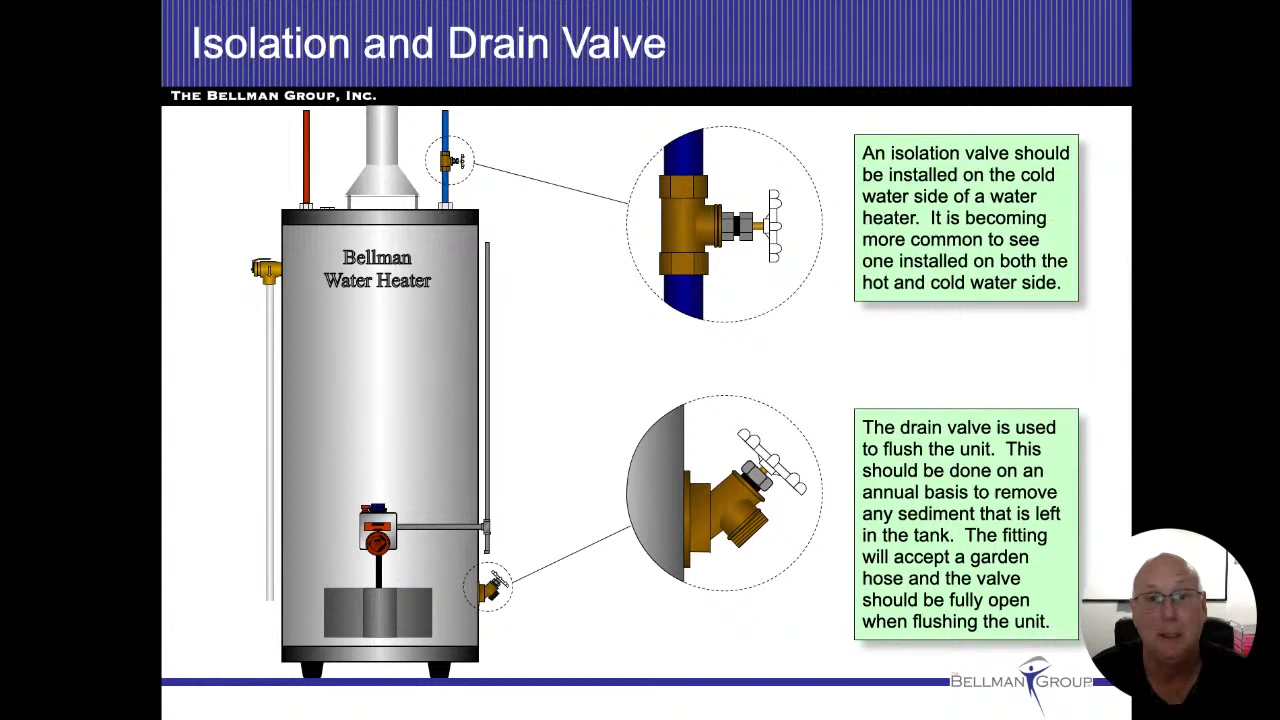 Isolation and Drain Valve
THE BELLMAN GROUP, INC.
Bellman
Water Heater
An isolation valve should
be installed on the cold
water side of a water
heater. It is becoming
more common to see
one installed on both the
hot and cold water side.
The drain valve is used
to flush the unit. This
should be done on an
annual basis to remove
any sediment that is left
in the tank. The fitting
will accept a garden
hose and the valve
should be fully open
when flushing the unit.
THE BELLMAN GROUP